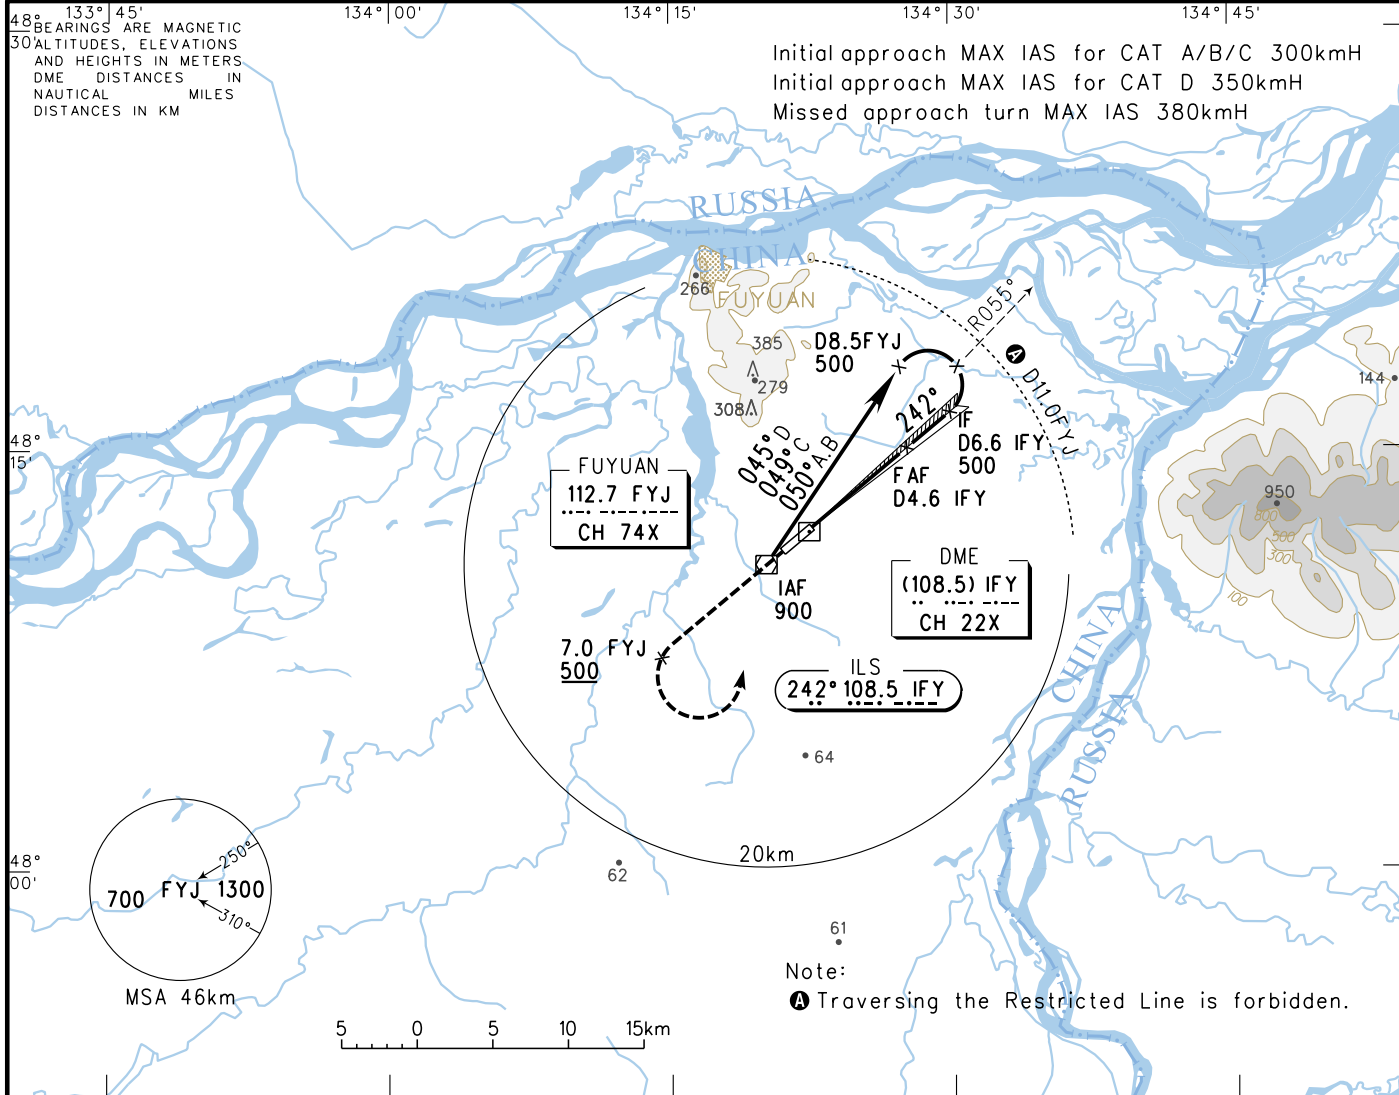 133° 45'
134° 00'
134° 15'
134° 30'
134° 45'
48°
30'
BEARINGS ARE MAGNETIC
ALTITUDES, ELEVATIONS
AND HEIGHTS IN METERS
DME DISTANCES IN
NAUTICAL MILES
DISTANCES IN KM
Initial approach MAX IAS for CAT A/B/C 300kmH
Initial approach MAX IAS for CAT D 350kmH
Missed approach turn MAX IAS 380kmH
RUSSIA
CHINA
266
FUYUAN
R055°
385
279
308
D8.5FYJ
500
A D11.0FYJ
144
242°
IF
D6.6 IFY
500
48°
15'
045° D
049° C
050° A.B
FAF
D4.6 IFY
FUYUAN
112.7 FYJ
CH 74X
950
800
500
300
100
DME
(108.5) IFY
CH 22X
IAF
900
7.0 FYJ
500
ILS
242° 108.5 IFY
CHINA
RUSSIA
64
20km
62
48°
00'
250°
700 FYJ 1300
310°
MSA 46km
61
Note:
A Traversing the Restricted Line is forbidden.
5 0 5 10 15km